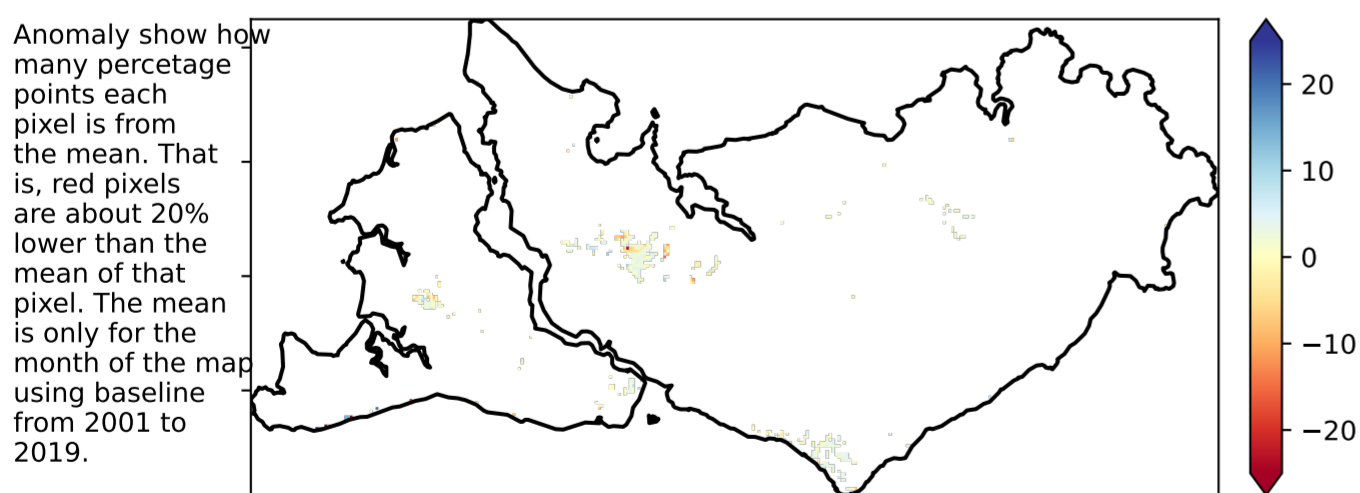 Anomaly show how
many percetage
points each
pixel is from
the mean. That
is, red pixels
are about 20%
lower than the
mean of that
pixel. The mean
is only for the
month of the map
using baseline
from 2001 to
2019.
20
10
0
−10
−20